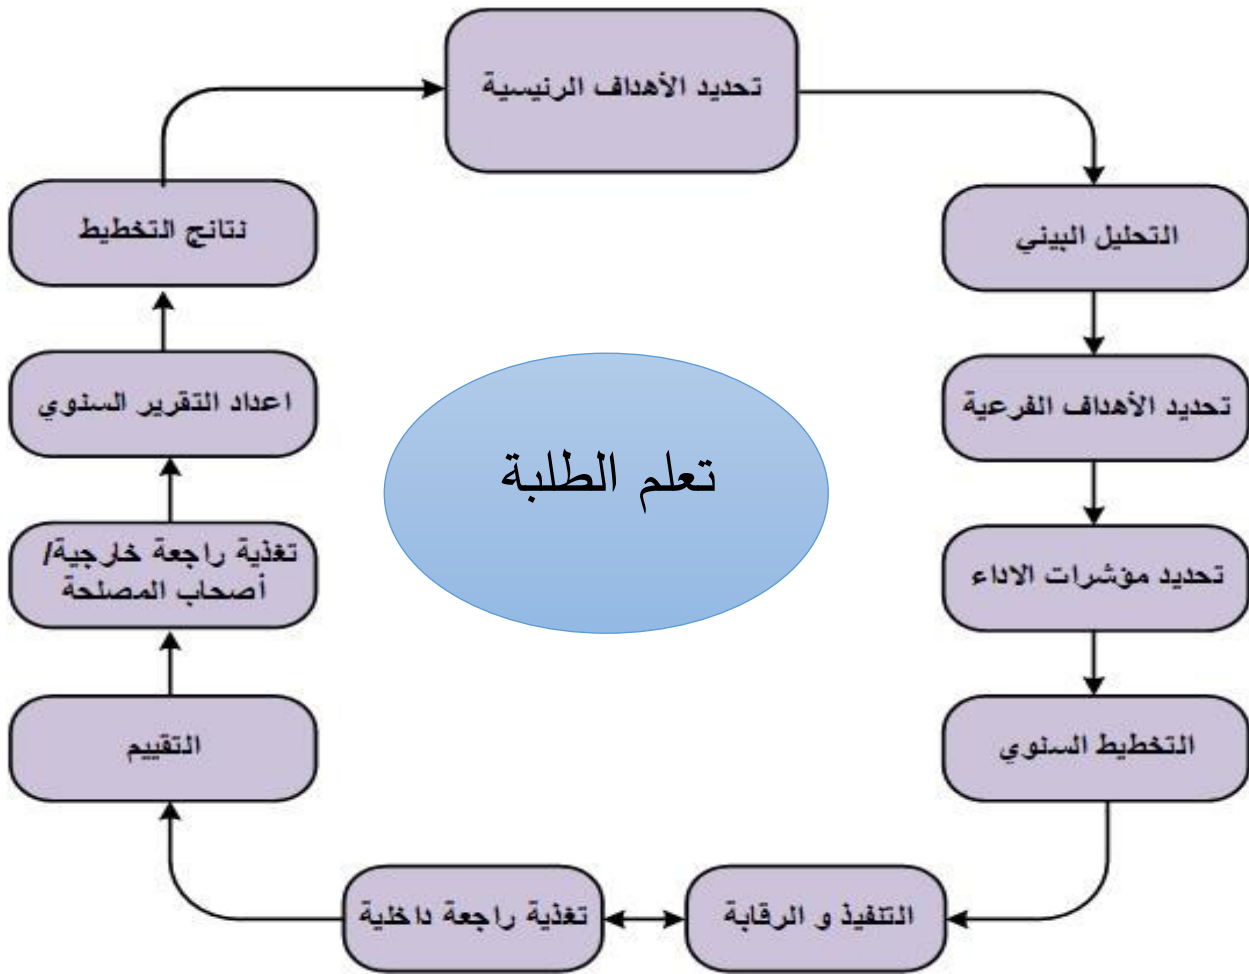 تحديد الأهداف الرئيسية
التحليل البيئي
تحديد الأهداف الفرعية
تحديد مؤشرات الاداء
التخطيط السنوي
التنفيذ و الرقابة
تغذية راجعة داخلية
التقييم
تغذية راجعة خارجية/
أصحاب المصلحة
اعداد التقرير السنوي
نتائج التخطيط
تعلم الطلبة